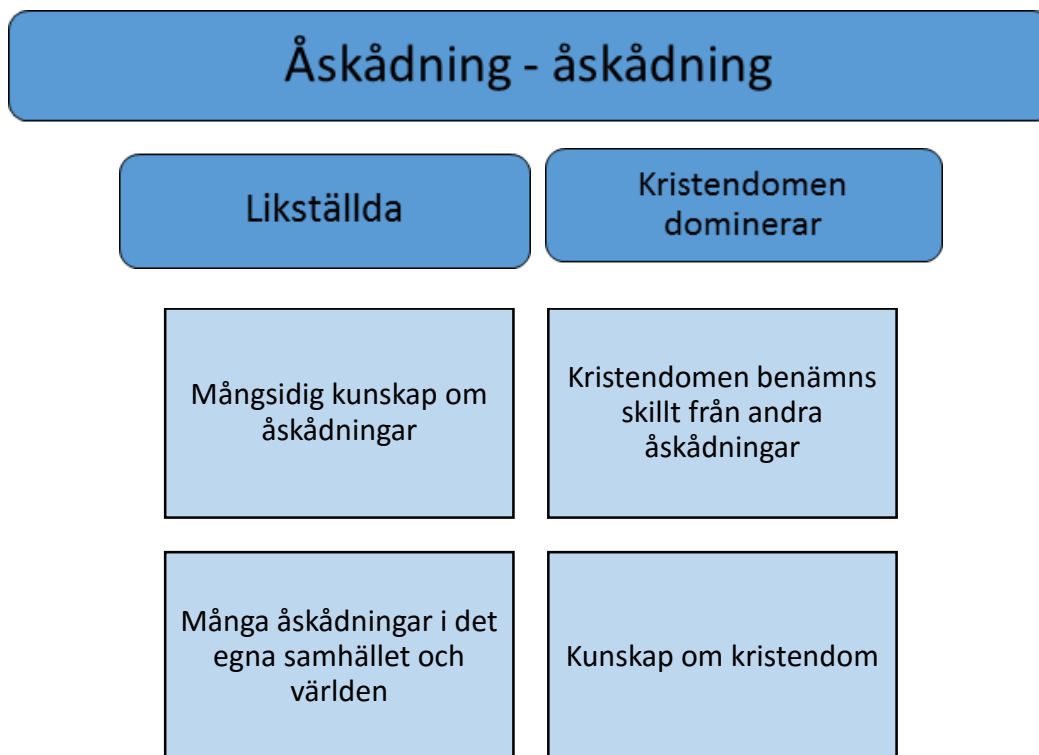 Åskådning - åskådning
Likställda
Kristendomen
dominerar
Mångsidig kunskap om
åskådningar
Kristendomen benämns
skillt från andra
åskådningar
Många åskådningar i det
egna samhället och
världen
Kunskap om kristendom